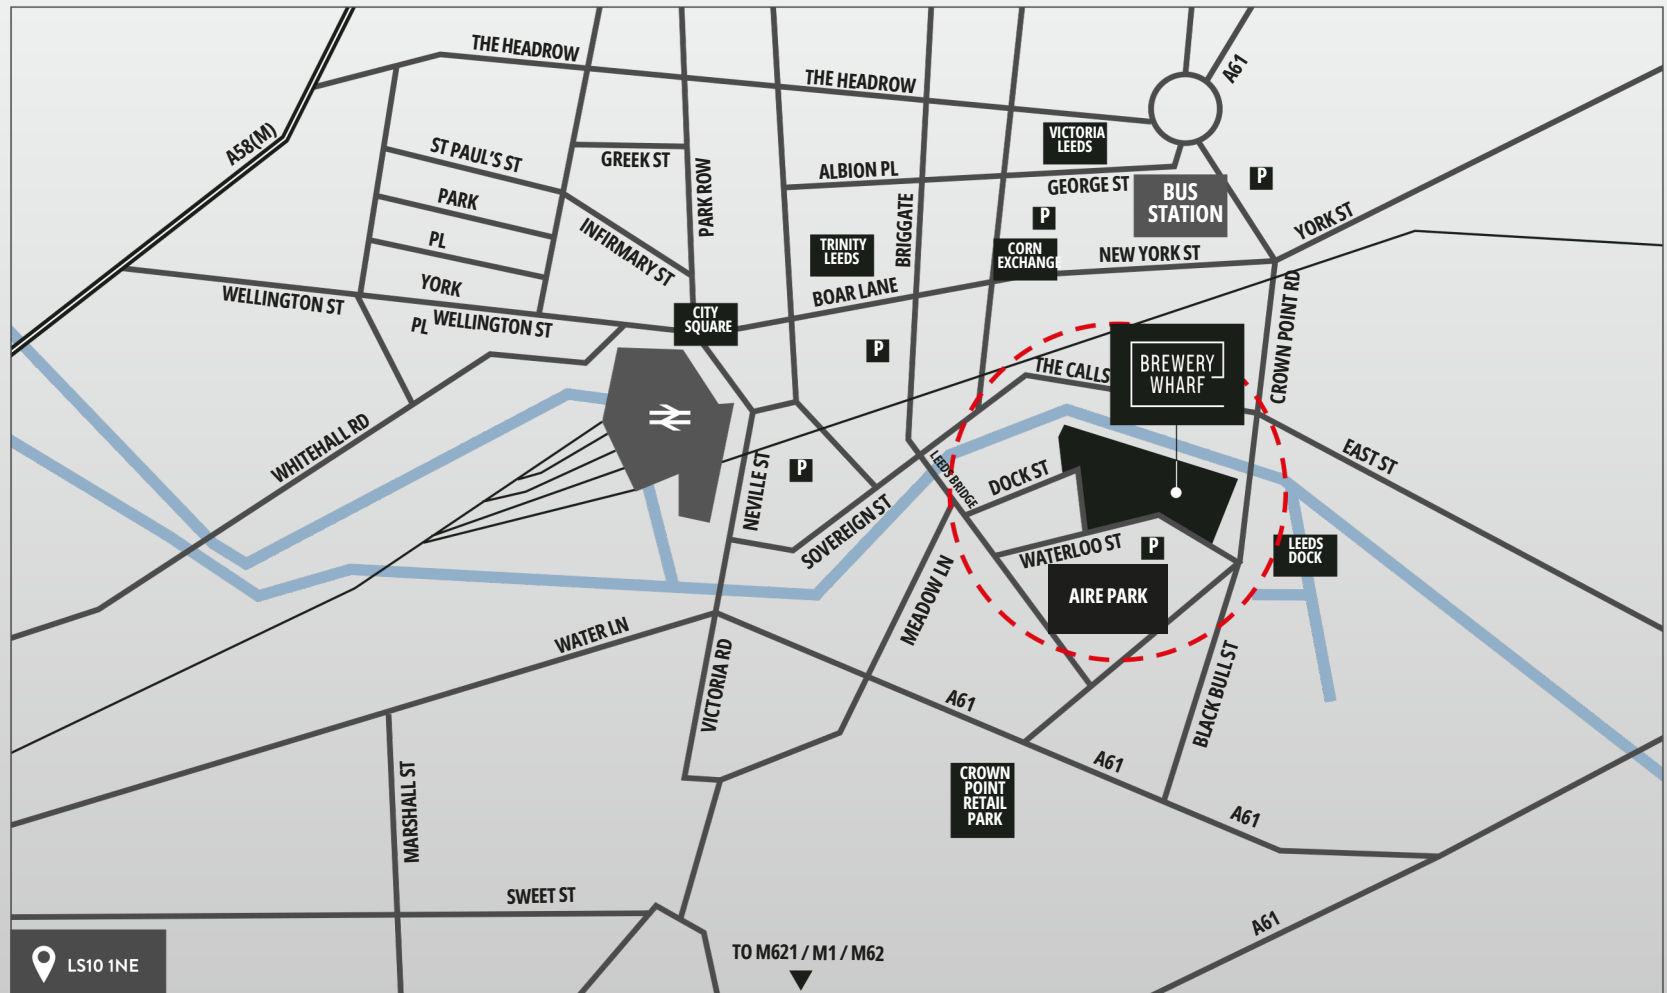 THE HEADROW
THE HEADROW
A61
A58(M)
ST PAUL'S ST
GREEK ST
VICTORIA
LEEDS
ALBION PL
GEORGE ST
P
PARK ROW
PARK
BUS
STATION
P
BRIGGATE
YORK ST
INFIRMARY ST
PL
TRINITY
LEEDS
CORN
EXCHANGE
NEW YORK ST
YORK
BOAR LANE
WELLINGTON ST
PL
WELLINGTON ST
CITY
SQUARE
CROWN POINT RD
P
THE CALLS
BREWERY
WHARF
WHITEHALL RD
EAST ST
P
NEVILLE ST
LEEDS BRIDGE
DOCK ST
SOVEREIGN ST
WATERLOO ST
P
LEEDS
DOCK
MEADOW LN
AIRE PARK
WATER LN
VICTORIA RD
BLACK BULL ST
A61
A61
CROWN
POINT
RETAIL
PARK
MARSHALL ST
A61
SWEET ST
A61
TO M621 / M1 / M62
LS10 1NE